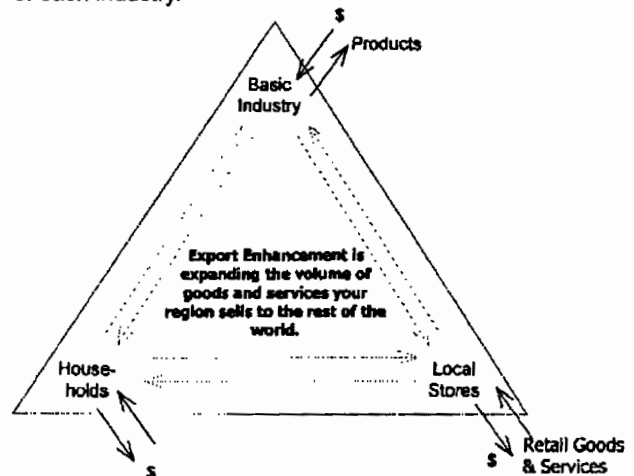 of each industry.
$
Products
Basic
Industry
Export Enhancement is
expanding the volume of
goods and services your
region sells to the rest of the
world.
House-
holds
Local
Stores
$
$
Retail Goods
& Services